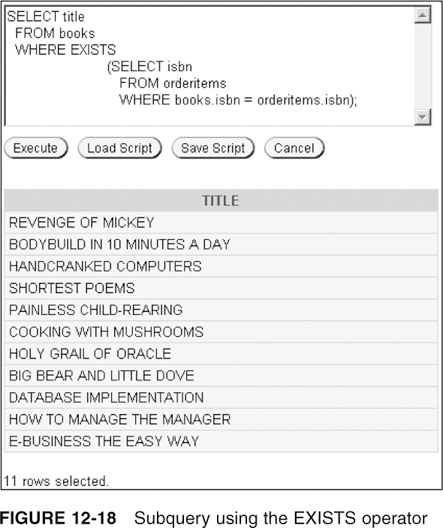 SELECT title
FROM books
WHERE EXISTS
(SELECT isbn
FROM orderitems
WHERE books.isbn = orderitems.isbn);
Execute Load Script Save Script Cancel
TITLE
REVENGE OF MICKEY
BODYBUILD IN 10 MINUTES A DAY
HANDCRANKED COMPUTERS
SHORTEST POEMS
PAINLESS CHILD-REARING
COOKING WITH MUSHROOMS
HOLY GRAIL OF ORACLE
BIG BEAR AND LITTLE DOVE
DATABASE IMPLEMENTATION
HOW TO MANAGE THE MANAGER
E-BUSINESS THE EASY WAY
11 rows selected.
FIGURE 12-18 Subquery using the EXISTS operator